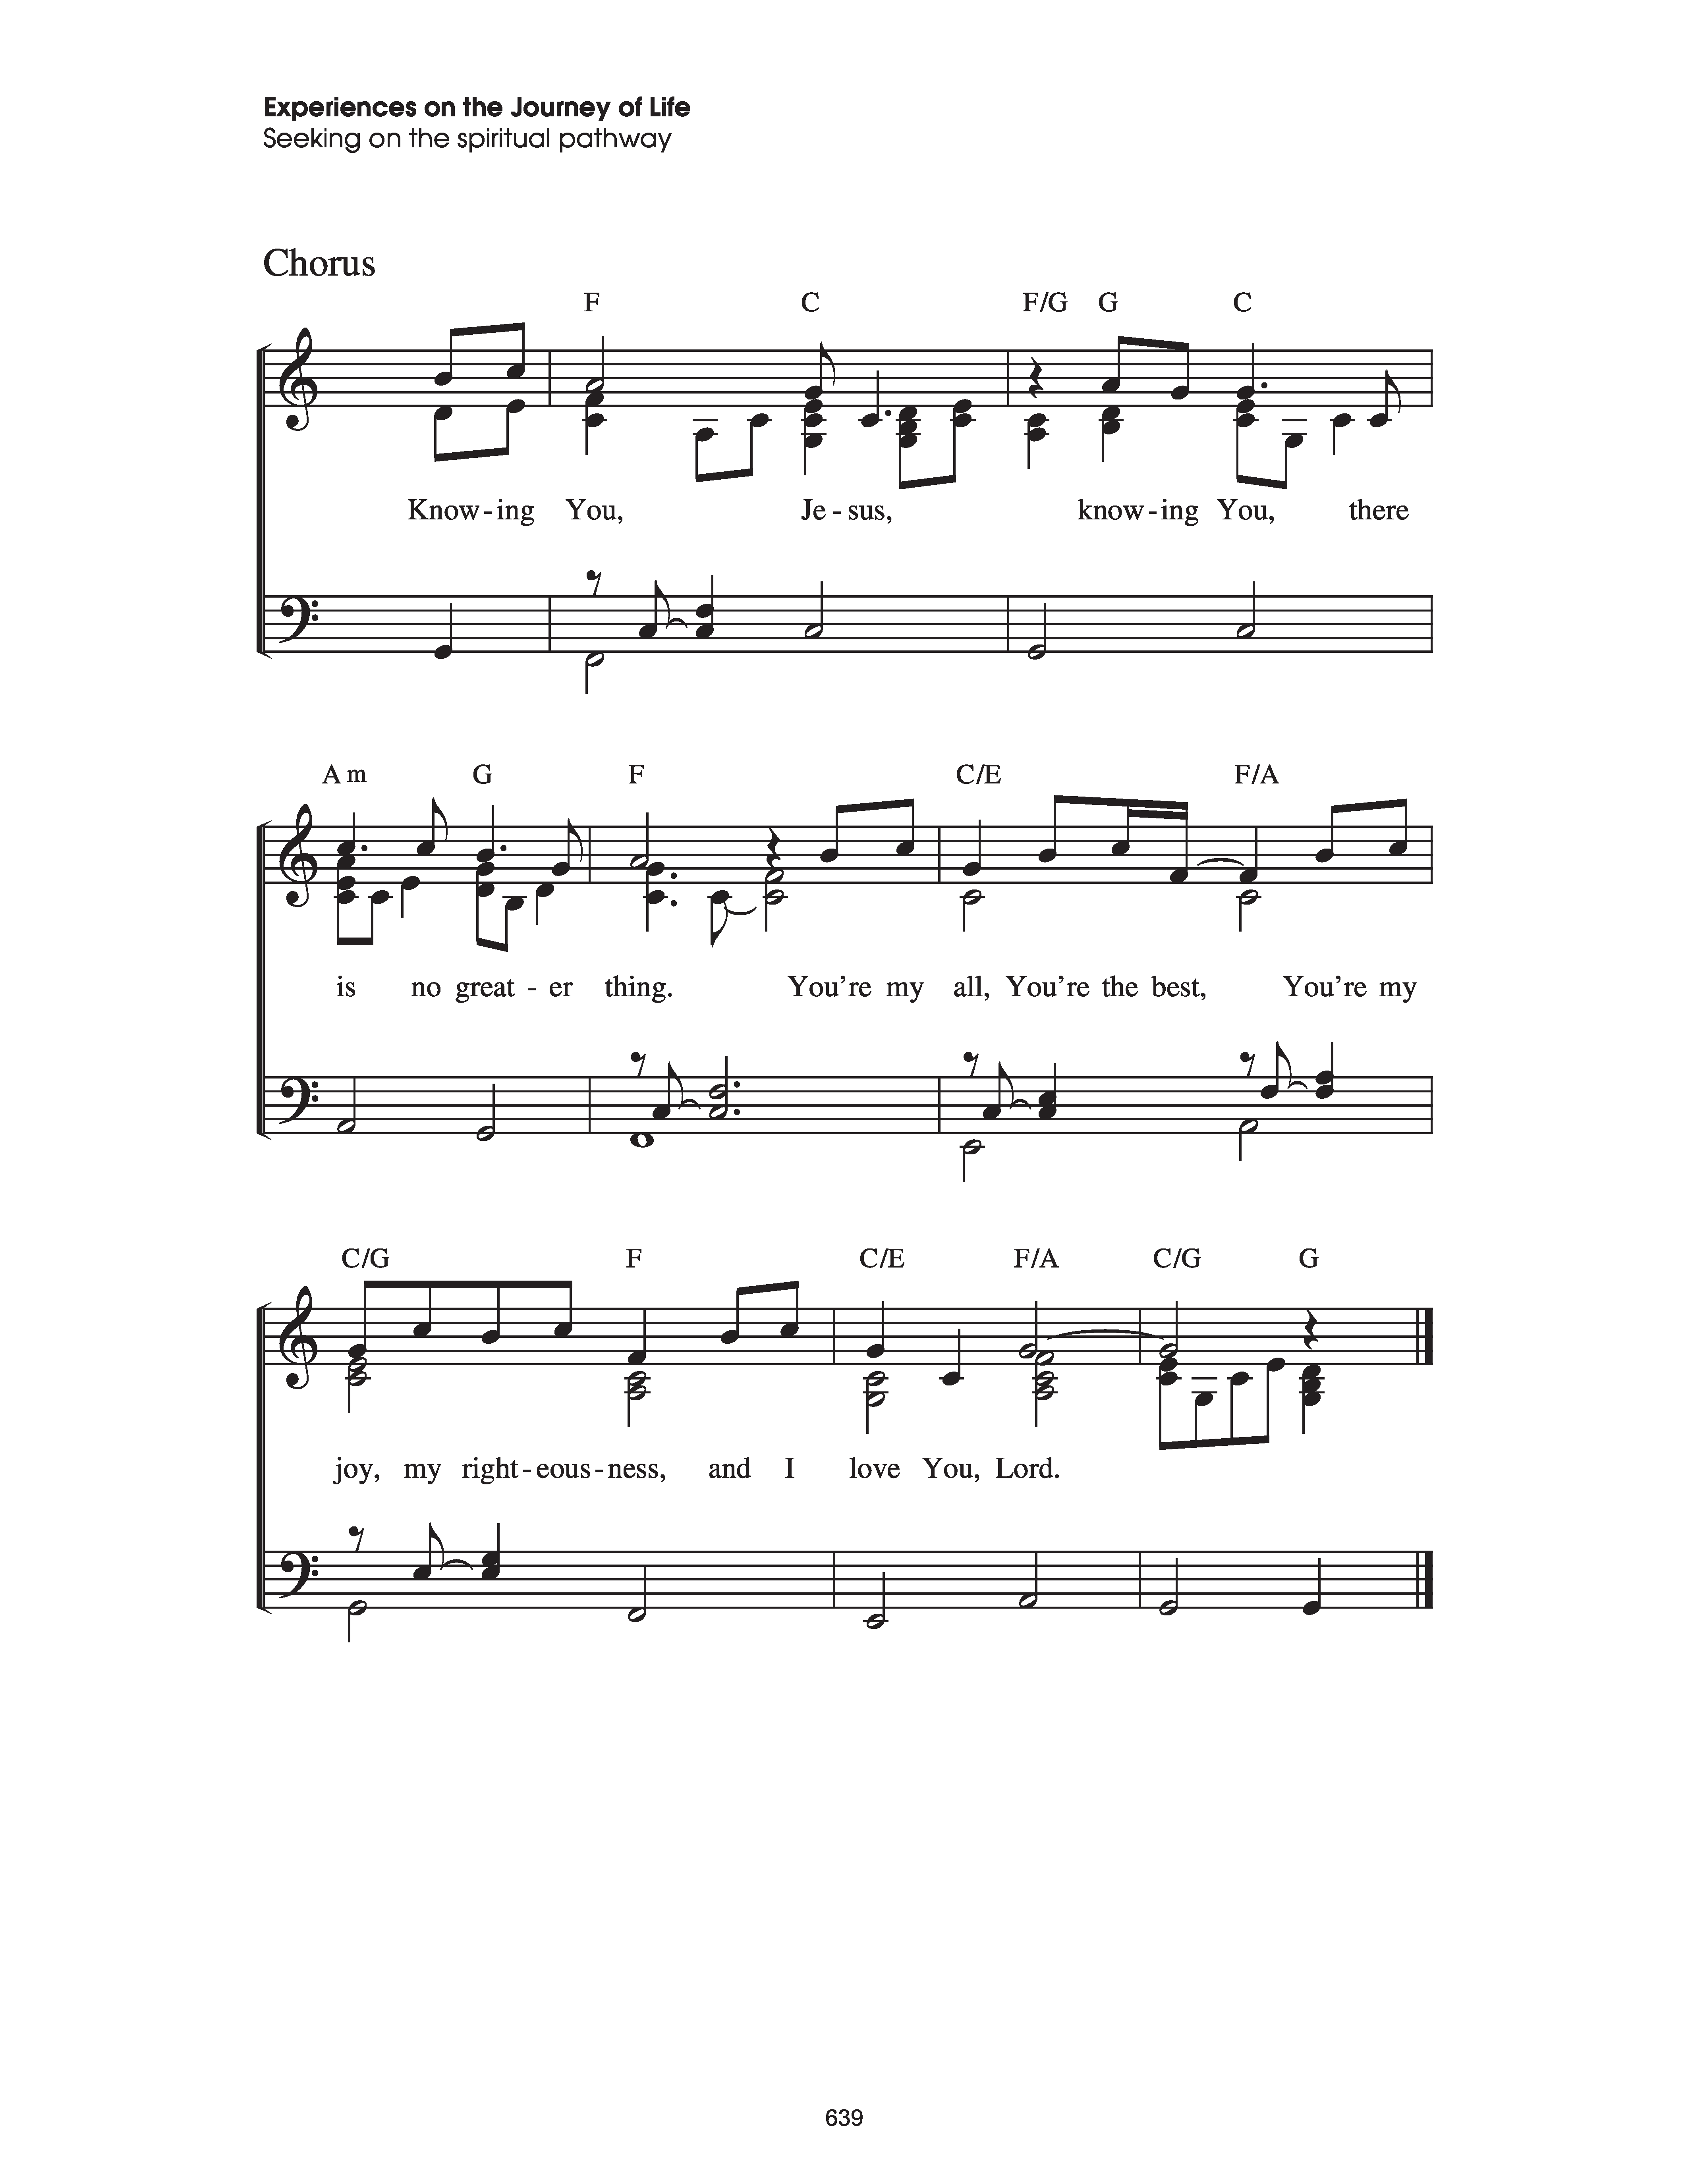 Experiences on the Journey of Life
Seeking on the spiritual pathway
Chorus
F C F/G G C
Know - ing You, Je - sus, know - ing You, there
Am G F C/E F/A
is no great - er thing. You're my all, You're the best, You're my
C/G F C/E F/A C/G G
joy, my right - eous - ness, and I love You, Lord.
639